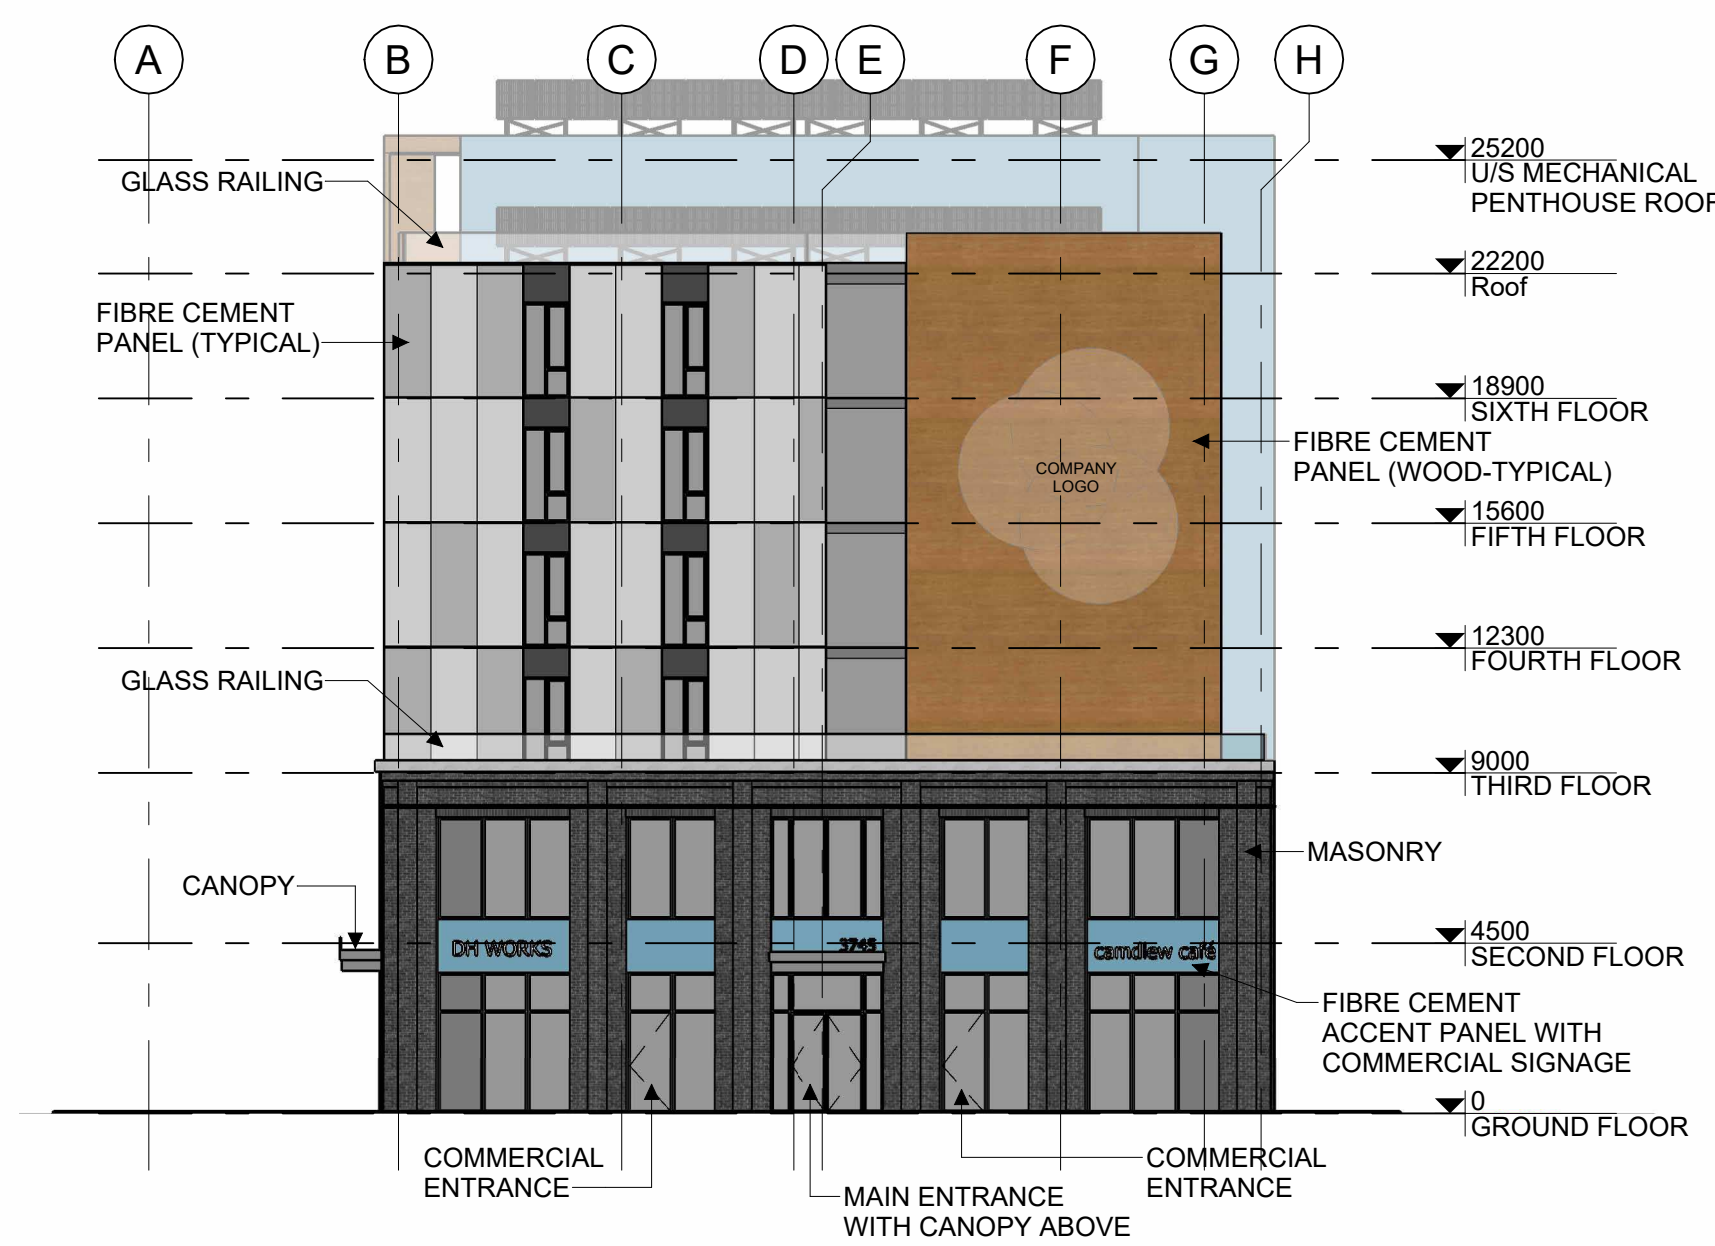 A
B
C
D
E
F
G
H
25200
U/S MECHANICAL
PENTHOUSE ROOF
GLASS RAILING
22200
Roof
FIBRE CEMENT
PANEL (TYPICAL)
18900
SIXTH FLOOR
FIBRE CEMENT
PANEL (WOOD-TYPICAL)
COMPANY
LOGO
15600
FIFTH FLOOR
12300
FOURTH FLOOR
GLASS RAILING
9000
THIRD FLOOR
MASONRY
CANOPY
4500
SECOND FLOOR
DH WORKS
3745
camdlew café
FIBRE CEMENT
ACCENT PANEL WITH
COMMERCIAL SIGNAGE
0
GROUND FLOOR
COMMERCIAL
ENTRANCE
MAIN ENTRANCE
WITH CANOPY ABOVE
COMMERCIAL
ENTRANCE